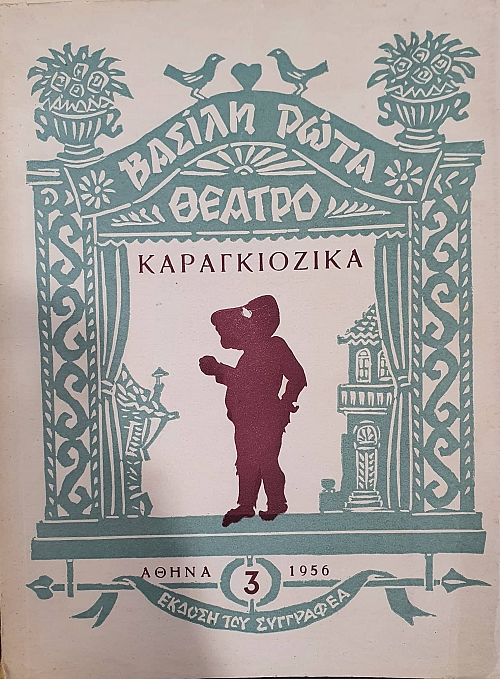 ΒΑΣΙΛΗ ΡΩΤΑ
ΘΕΑΤΡΟ
ΚΑΡΑΓΚΙΟΖΙΚΑ
ΑΘΗΝΑ 3 1956
ΕΚΔΟΣΗ ΤΟΥ ΣΥΓΓΡΑΦΕΑ